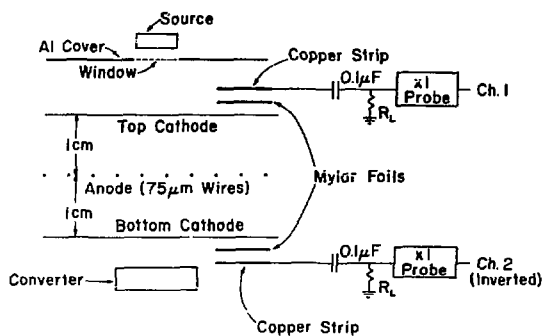 Source
Al Cover
Window
Copper Strip
0.1μF
x1
Probe
Ch. 1
R_L
Top Cathode
1cm
Anode (75μm Wires)
Mylar Foils
1cm
Bottom Cathode
0.1μF
x1
Probe
Ch. 2
(Inverted)
R_L
Converter
Copper Strip